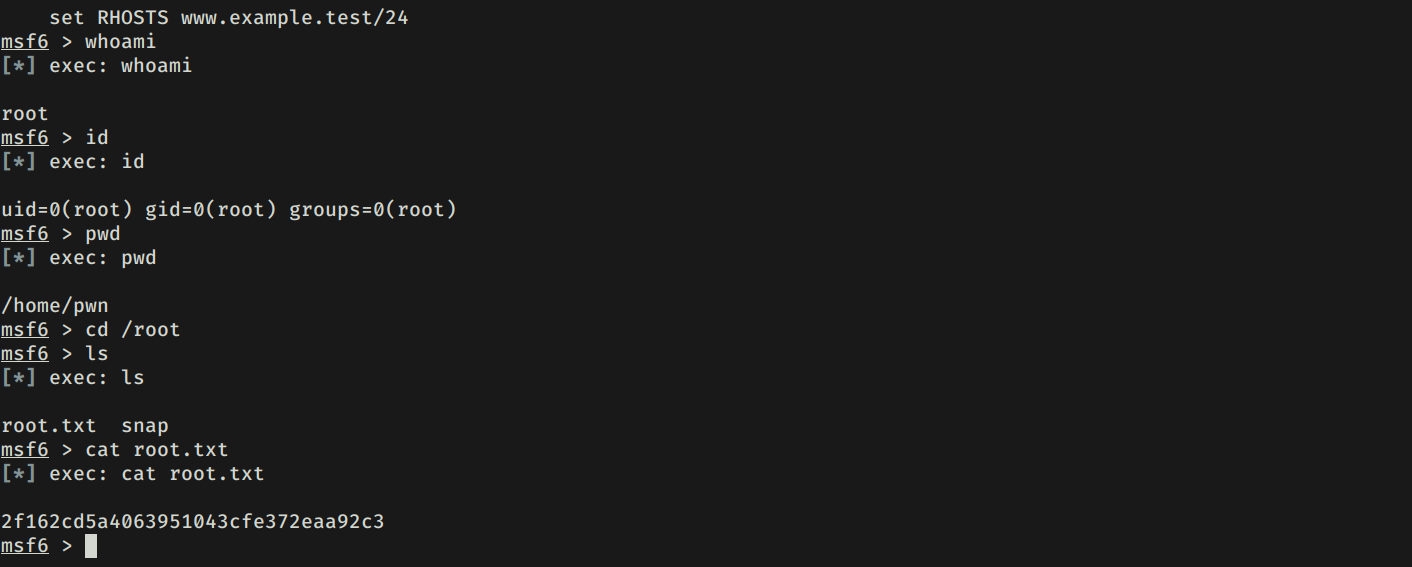 set RHOSTS www.example.test/24
msf6 > whoami
[*] exec: whoami
root
msf6 > id
[*] exec: id
uid=0(root) gid=0(root) groups=0(root)
msf6 > pwd
[*] exec: pwd
/home/pwn
msf6 > cd /root
msf6 > ls
[*] exec: ls
root.txt  snap
msf6 > cat root.txt
[*] exec: cat root.txt
2f162cd5a4063951043cfe372eaa92c3
msf6 >